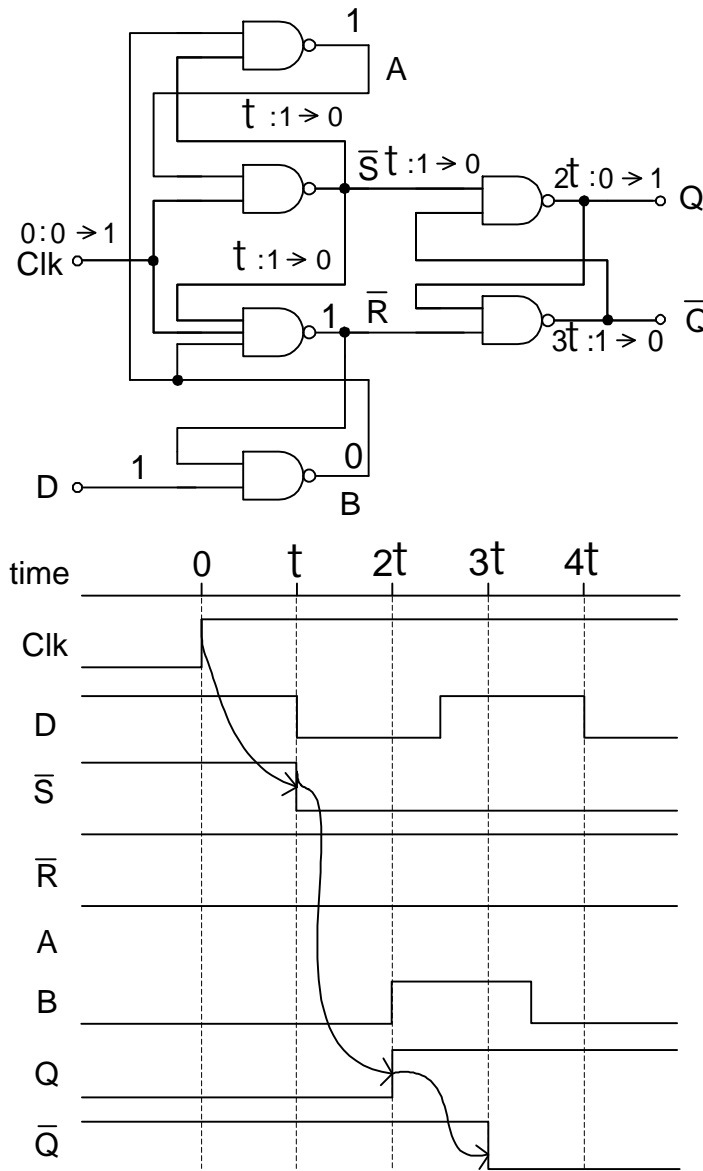 1
A
t :1→0
S̅ t :1→0
2t :0→1
Q
0:0→1
Clk
t :1→0
1
R̅
Q̅
3t :1→0
D
1
0
B
time 0 t 2t 3t 4t
Clk
D
S̅
R̅
A
B
Q
Q̅